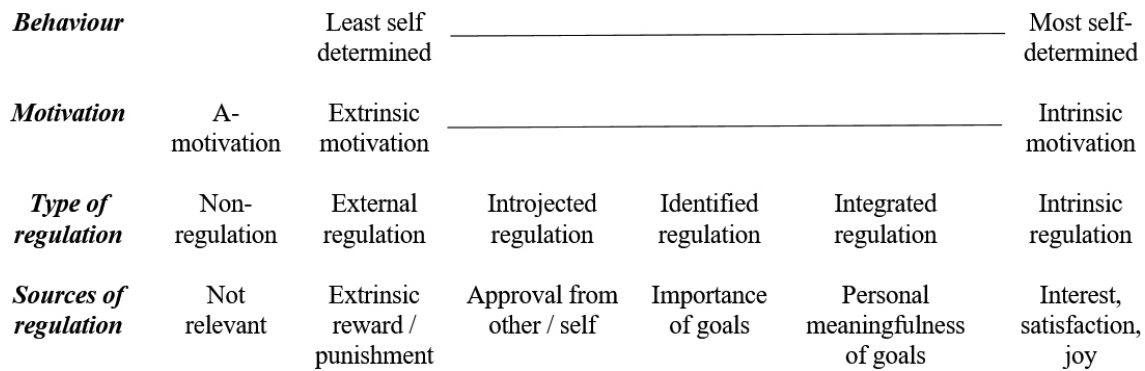 Behaviour Least self Most self-
determined determined
Motivation A- Extrinsic Intrinsic
motivation motivation motivation
Type of Non- External Introjected Identified Integrated Intrinsic
regulation regulation regulation regulation regulation regulation regulation
Sources of Not Extrinsic Approval from Importance Personal Interest,
regulation relevant reward / other / self of goals meaningfulness satisfaction,
punishment of goals joy